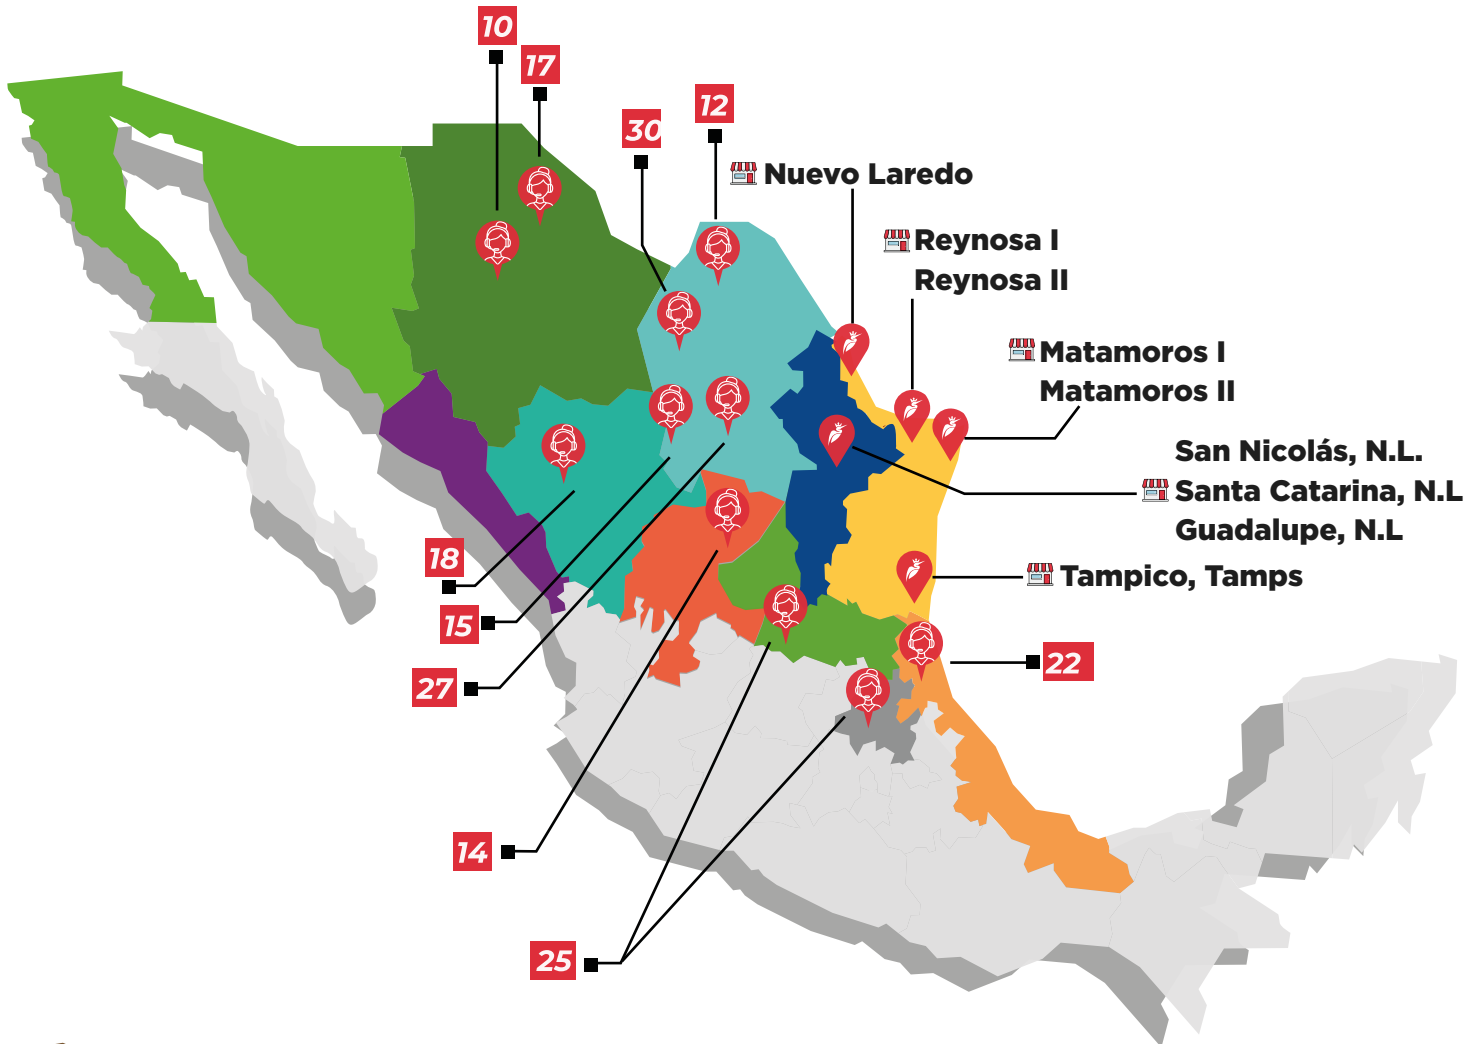 10
17
12
30
Nuevo Laredo
Reynosa I
Reynosa II
Matamoros I
Matamoros II
San Nicolás, N.L.
Santa Catarina, N.L
Guadalupe, N.L
18
Tampico, Tamps
15
22
27
14
25